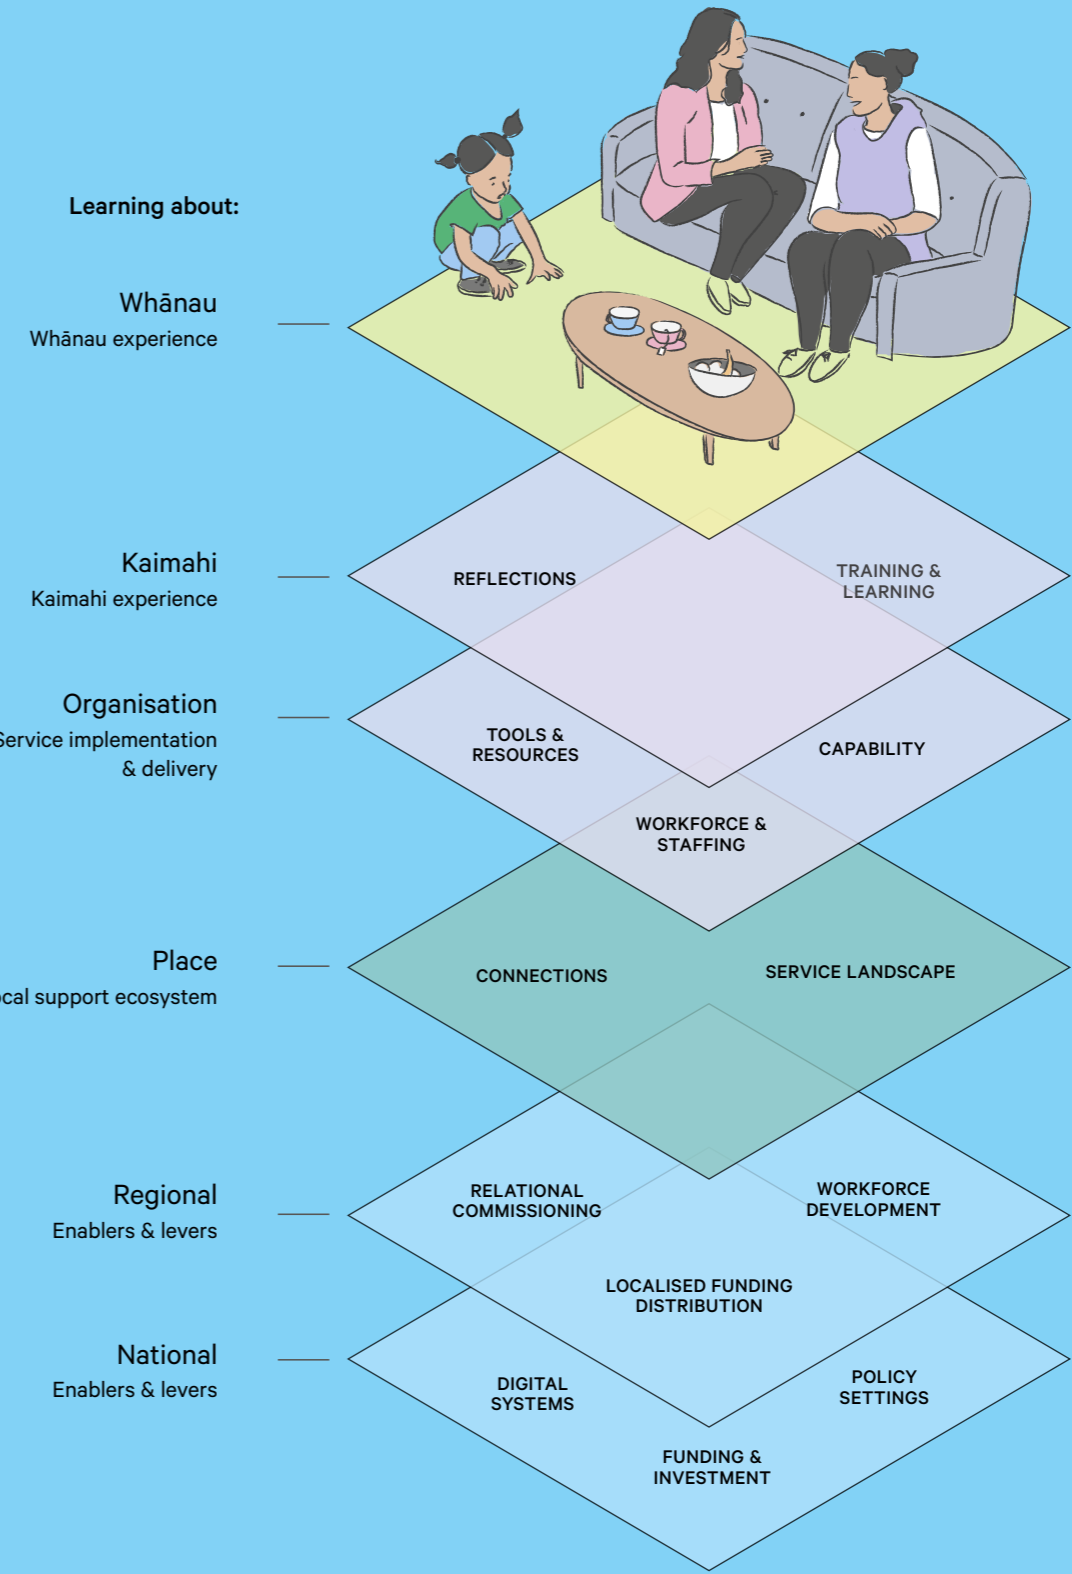 Learning about:
Whānau
Whānau experience
Kaimahi
Kaimahi experience
REFLECTIONS
TRAINING &
LEARNING
Organisation
Service implementation
& delivery
TOOLS &
RESOURCES
CAPABILITY
WORKFORCE &
STAFFING
Place
ocal support ecosystem
CONNECTIONS
SERVICE LANDSCAPE
Regional
Enablers & levers
RELATIONAL
COMMISSIONING
WORKFORCE
DEVELOPMENT
LOCALISED FUNDING
DISTRIBUTION
National
Enablers & levers
DIGITAL
SYSTEMS
POLICY
SETTINGS
FUNDING &
INVESTMENT